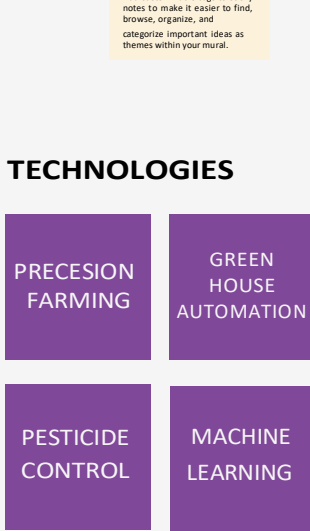 notes to make it easier to find,
browse, organize, and
categorize important ideas as
themes within your mural.
TECHNOLOGIES
PRECESION
FARMING
GREEN
HOUSE
AUTOMATION
PESTICIDE
CONTROL
MACHINE
LEARNING